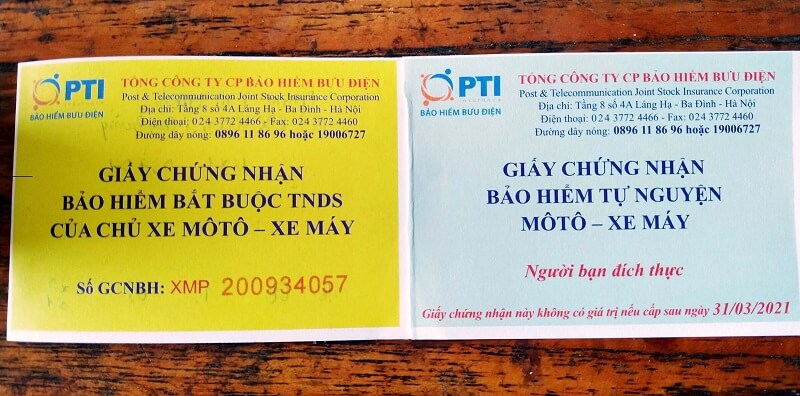 PTI
INSURANCE
BẢO HIỂM BƯU ĐIỆN
TỔNG CÔNG TY CP BẢO HIỂM BƯU ĐIỆN
Post & Telecommunication Joint Stock Insurance Corporation
Địa chỉ: Tầng 8 số 4A Láng Hạ - Ba Đình - Hà Nội
Điện thoại: 024 3772 4466 - Fax: 024 3772 4460
Đường dây nóng: 0896 11 86 96 hoặc 19006727
GIẤY CHỨNG NHẬN
BẢO HIỂM BẮT BUỘC TNDS
CỦA CHỦ XE MÔTÔ – XE MÁY
Số GCNBH: XMP 200934057
PTI
INSURANCE
BẢO HIỂM BƯU ĐIỆN
TỔNG CÔNG TY CP BẢO HIỂM BƯU ĐIỆN
Post & Telecommunication Joint Stock Insurance Corporation
Địa chỉ: Tầng 8 số 4A Láng Hạ - Ba Đình - Hà Nội
Điện thoại: 024 3772 4466 - Fax: 024 3772 4460
Đường dây nóng: 0896 11 86 96 hoặc 19006727
GIẤY CHỨNG NHẬN
BẢO HIỂM TỰ NGUYỆN
MÔTÔ – XE MÁY
Người bạn đích thực
Giấy chứng nhận này không có giá trị nếu cấp sau ngày 31/03/2021